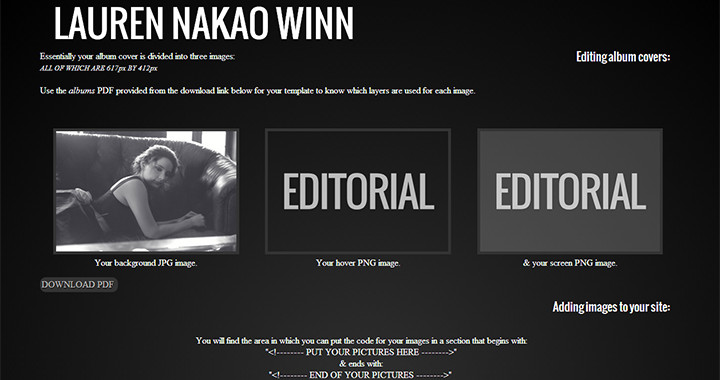 LAUREN NAKAO WINN
Essentially your album cover is divided into three images:
Editing album covers:
ALL OF WHICH ARE 617px BY 412px
Use the albums PDF provided from the download link below for your template to know which layers are used for each image.
EDITORIAL
EDITORIAL
Your background JPG image.
Your hover PNG image.
& your screen PNG image.
DOWNLOAD PDF
Adding images to your site:
You will find the area in which you can put the code for your images in a section that begins with:
"<!-------- PUT YOUR PICTURES HERE -------->"
& ends with:
"<!-------- END OF YOUR PICTURES -------->"